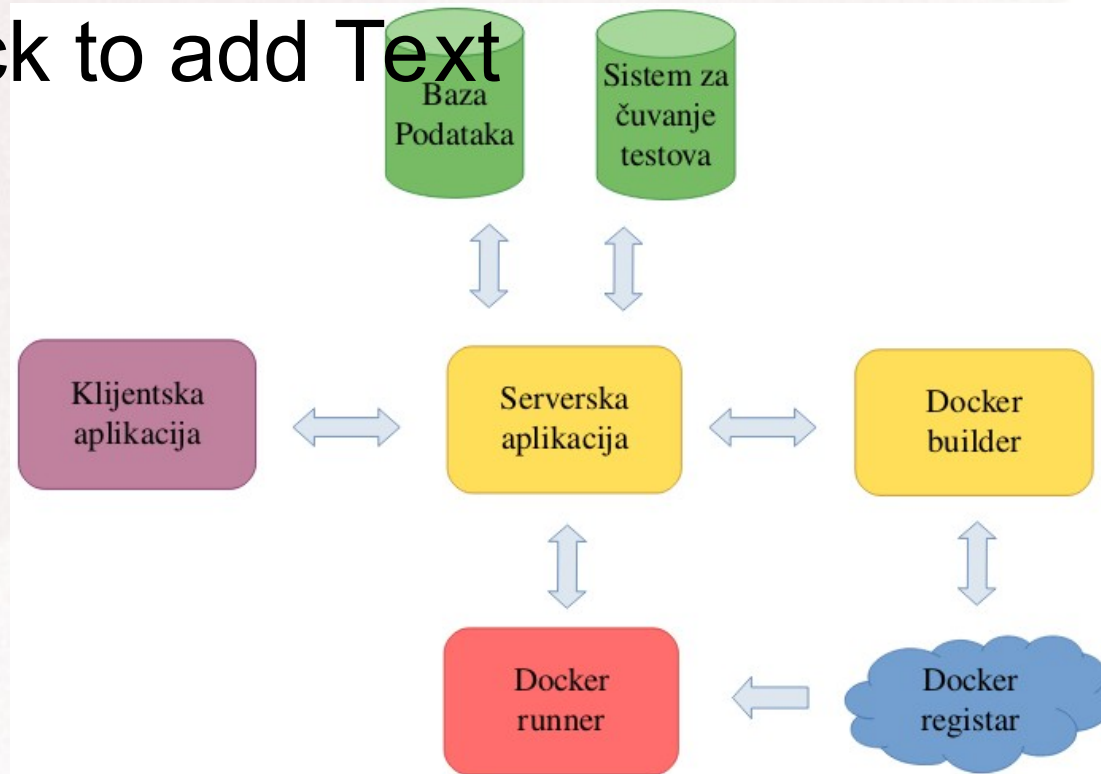 ck to add Text
Baza
Podataka
Sistem za
čuvanje
testova
Klijentska
aplikacija
Serverska
aplikacija
Docker
builder
Docker
runner
Docker
registar